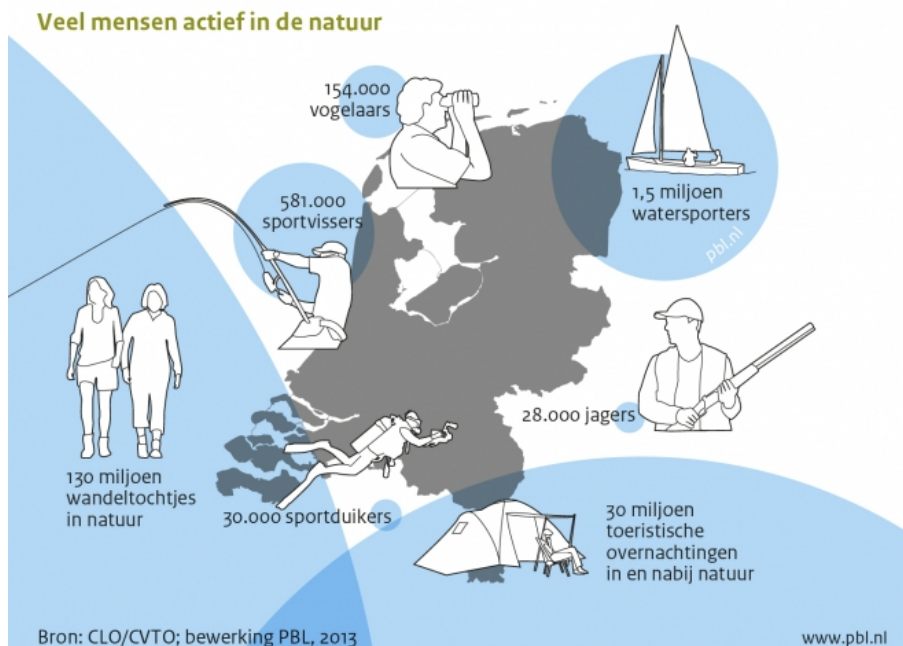 Veel mensen actief in de natuur
154.000
vogelaars
1,5 miljoen
watersporters
pbl.nl
581.000
sportvissers
28.000 jagers
130 miljoen
wandeltochtjes
in natuur
30.000 sportduikers
30 miljoen
toeristische
overnachtingen
in en nabij natuur
Bron: CLO/CVTO; bewerking PBL, 2013
www.pbl.nl